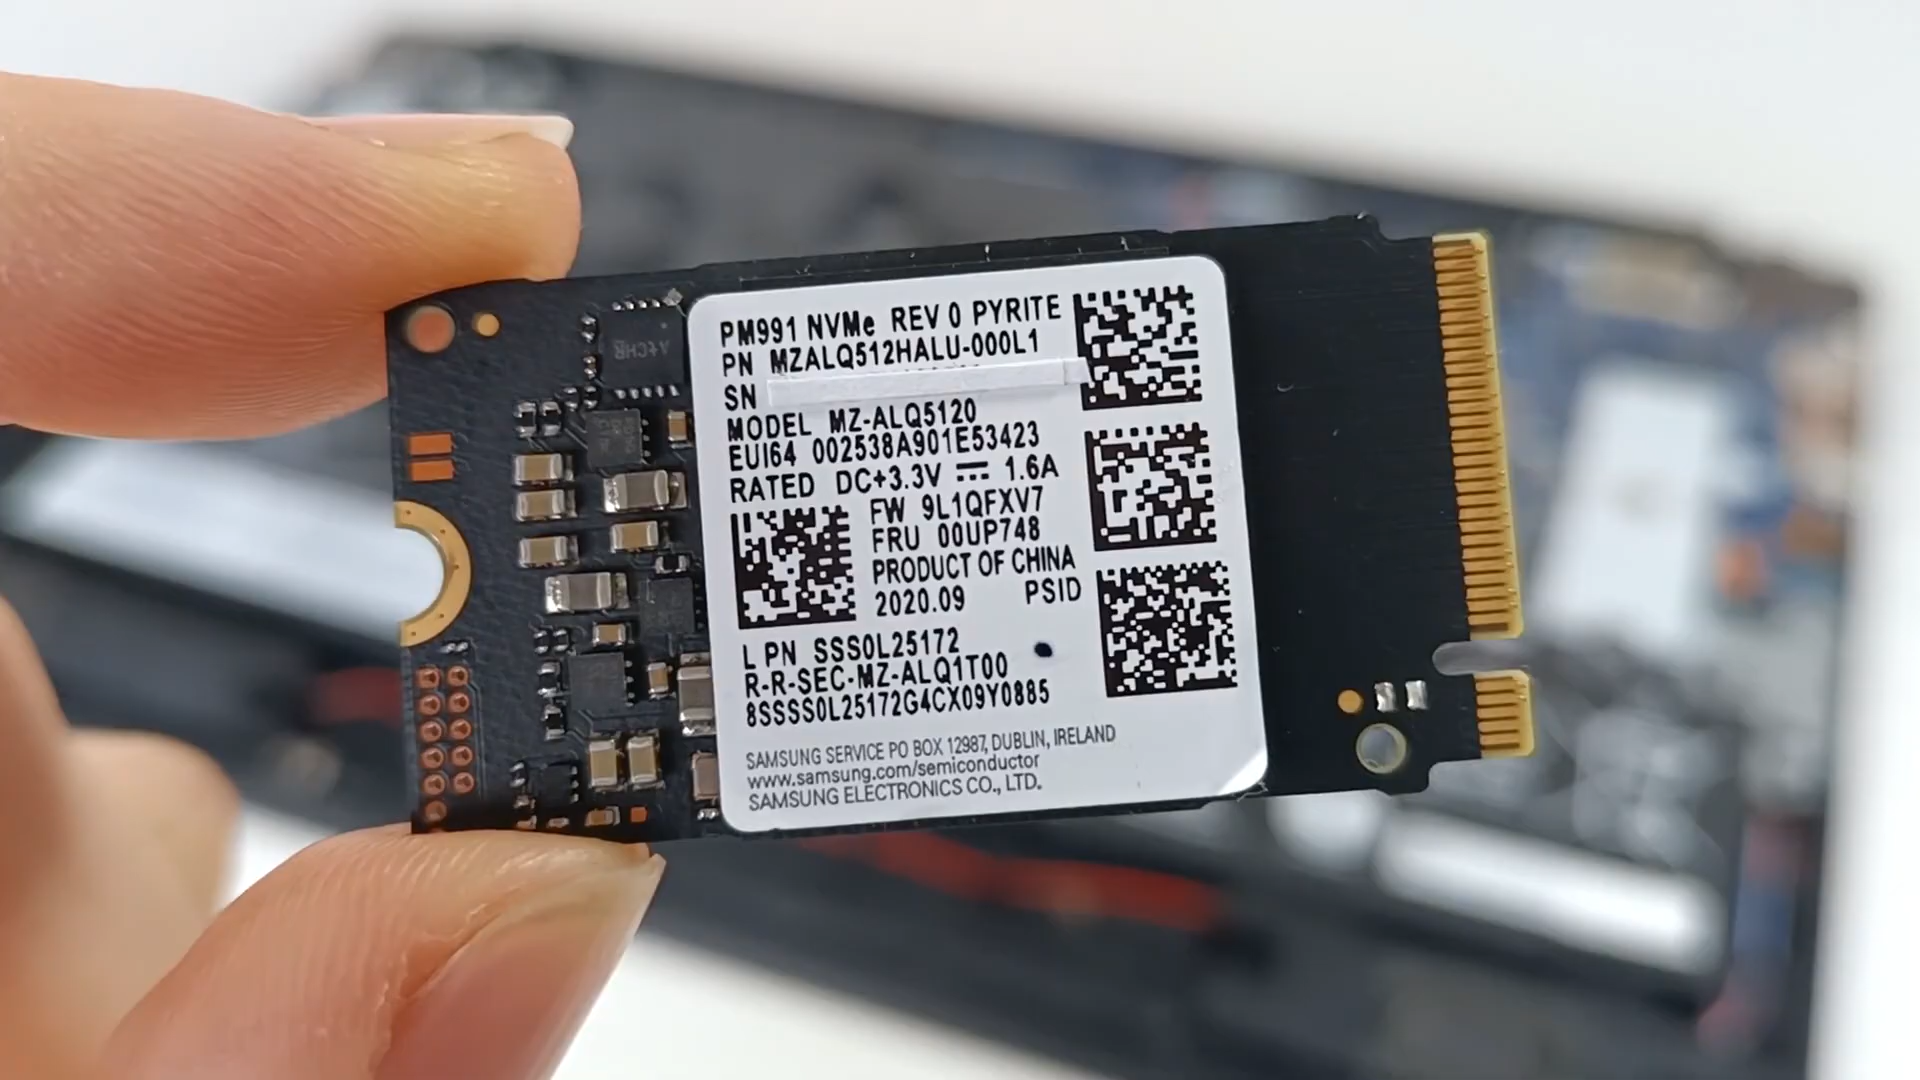 PM991 NVMe REV 0 PYRITE
PN MZALQ512HALU-000L1
SN
MODEL MZ-ALQ5120
EUI64 002538A901E53423
RATED DC+3.3V ⎓ 1.6A
FW 9L1QFXV7
FRU 00UP748
PRODUCT OF CHINA
2020.09 PSID
L PN SSS0L25172
R-R-SEC-MZ-ALQ1T00
8SSSS0L25172G4CX09Y0885
SAMSUNG SERVICE PO BOX 12987, DUBLIN, IRELAND
www.samsung.com/semiconductor
SAMSUNG ELECTRONICS CO., LTD.